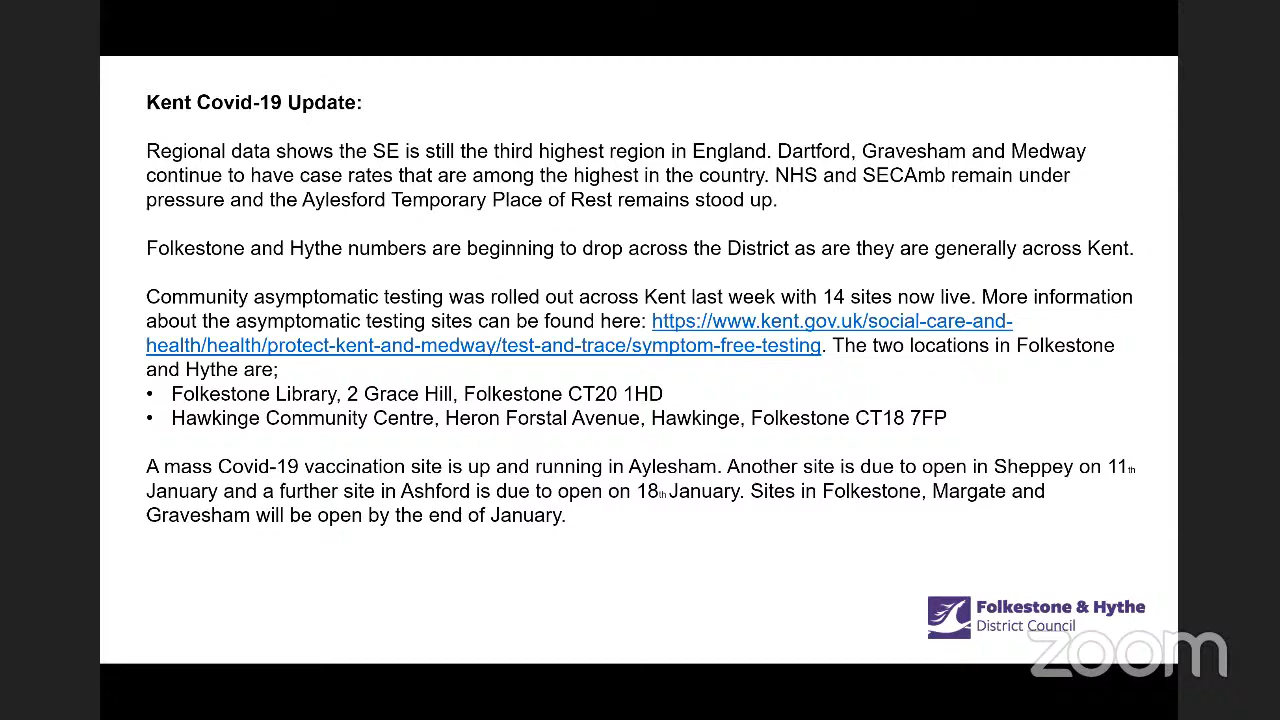 Kent Covid-19 Update:
Regional data shows the SE is still the third highest region in England. Dartford, Gravesham and Medway
continue to have case rates that are among the highest in the country. NHS and SECAmb remain under
pressure and the Aylesford Temporary Place of Rest remains stood up.
Folkestone and Hythe numbers are beginning to drop across the District as are they are generally across Kent.
Community asymptomatic testing was rolled out across Kent last week with 14 sites now live. More information
about the asymptomatic testing sites can be found here: https://www.kent.gov.uk/social-care-and-
health/health/protect-kent-and-medway/test-and-trace/symptom-free-testing. The two locations in Folkestone
and Hythe are;
• Folkestone Library, 2 Grace Hill, Folkestone CT20 1HD
• Hawkinge Community Centre, Heron Forstal Avenue, Hawkinge, Folkestone CT18 7FP
A mass Covid-19 vaccination site is up and running in Aylesham. Another site is due to open in Sheppey on 11th
January and a further site in Ashford is due to open on 18th January. Sites in Folkestone, Margate and
Gravesham will be open by the end of January.
Folkestone & Hythe
District Council
zoom